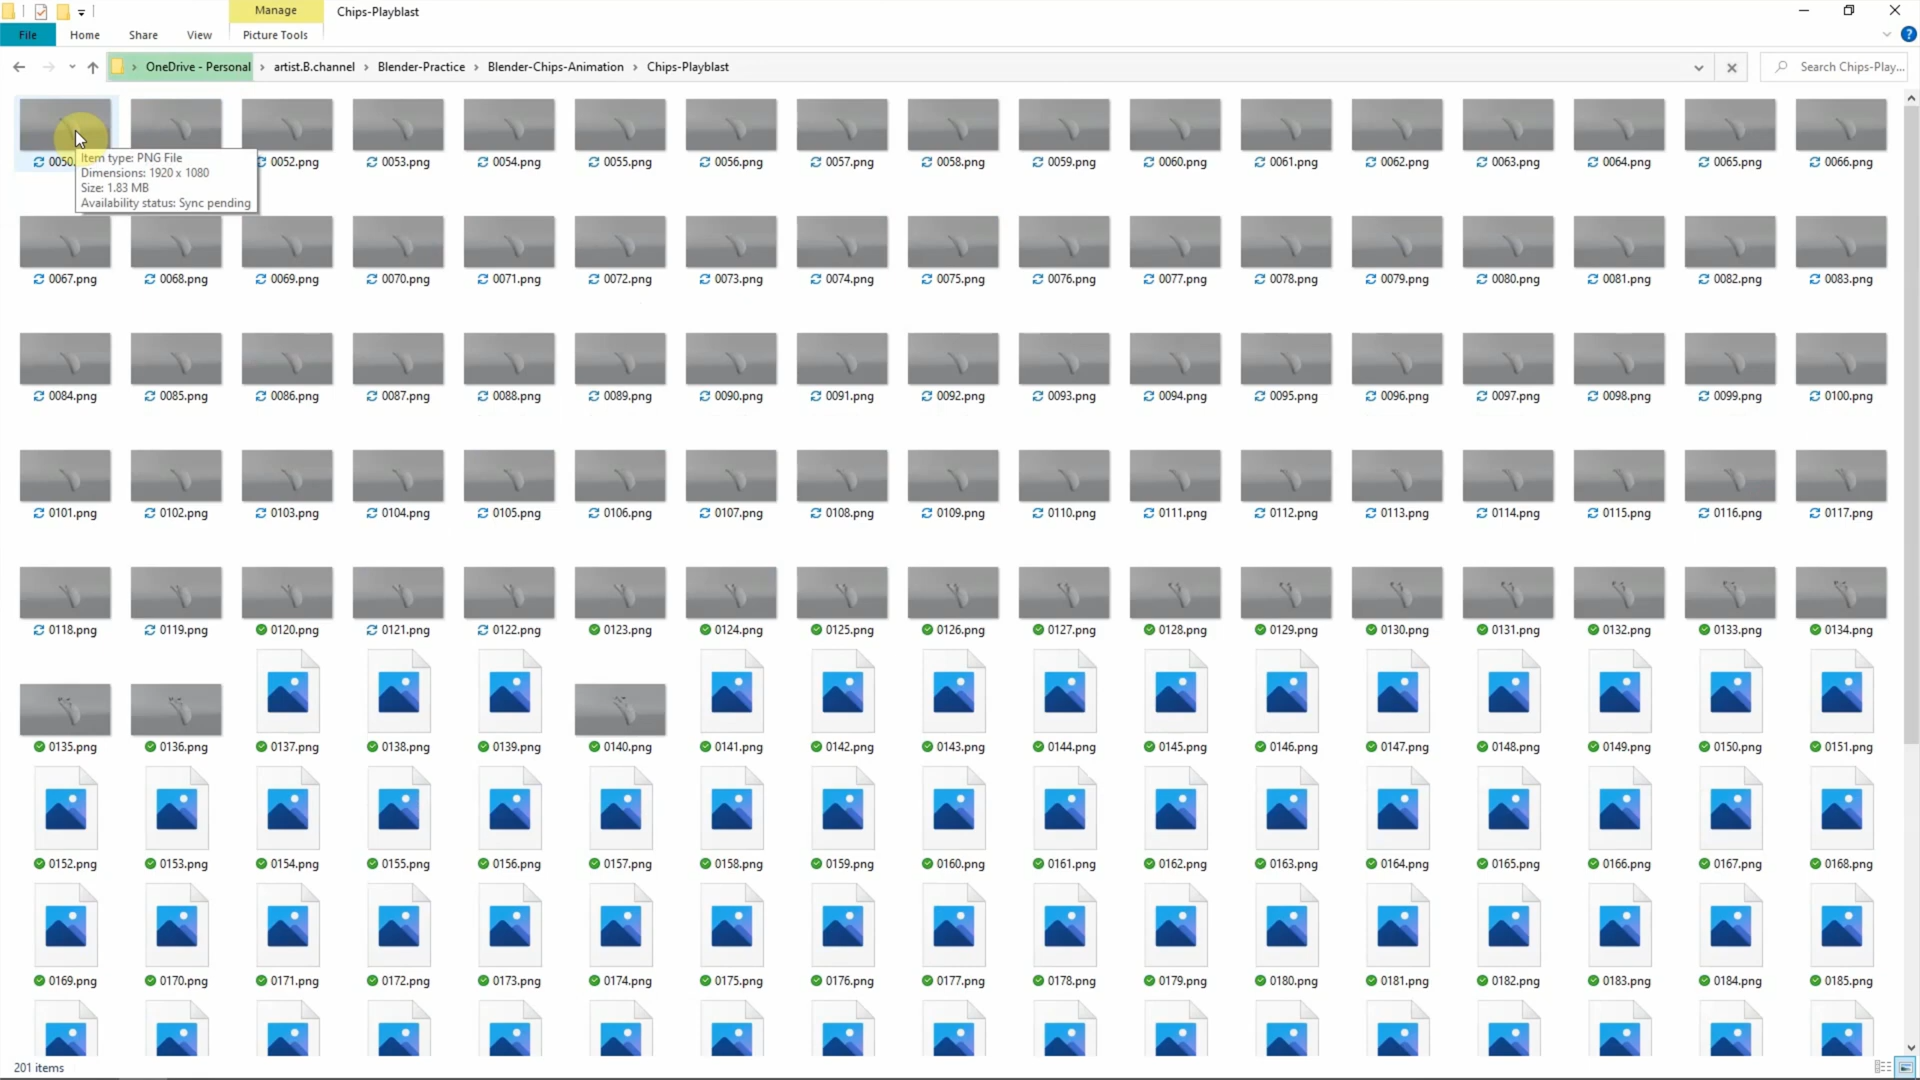 Manage
Chips-Playblast
File
Home
Share
View
Picture Tools
OneDrive - Personal
artist.B.channel
Blender-Practice
Blender-Chips-Animation
Chips-Playblast
Search Chips-Play...
0050.
0052.png
0053.png
0054.png
0055.png
0056.png
0057.png
0058.png
0059.png
0060.png
0061.png
0062.png
0063.png
0064.png
0065.png
0066.png
Item type: PNG File
Dimensions: 1920 x 1080
Size: 1.83 MB
Availability status: Sync pending
0067.png
0068.png
0069.png
0070.png
0071.png
0072.png
0073.png
0074.png
0075.png
0076.png
0077.png
0078.png
0079.png
0080.png
0081.png
0082.png
0083.png
0084.png
0085.png
0086.png
0087.png
0088.png
0089.png
0090.png
0091.png
0092.png
0093.png
0094.png
0095.png
0096.png
0097.png
0098.png
0099.png
0100.png
0101.png
0102.png
0103.png
0104.png
0105.png
0106.png
0107.png
0108.png
0109.png
0110.png
0111.png
0112.png
0113.png
0114.png
0115.png
0116.png
0117.png
0118.png
0119.png
0120.png
0121.png
0122.png
0123.png
0124.png
0125.png
0126.png
0127.png
0128.png
0129.png
0130.png
0131.png
0132.png
0133.png
0134.png
0135.png
0136.png
0137.png
0138.png
0139.png
0140.png
0141.png
0142.png
0143.png
0144.png
0145.png
0146.png
0147.png
0148.png
0149.png
0150.png
0151.png
0152.png
0153.png
0154.png
0155.png
0156.png
0157.png
0158.png
0159.png
0160.png
0161.png
0162.png
0163.png
0164.png
0165.png
0166.png
0167.png
0168.png
0169.png
0170.png
0171.png
0172.png
0173.png
0174.png
0175.png
0176.png
0177.png
0178.png
0179.png
0180.png
0181.png
0182.png
0183.png
0184.png
0185.png
201 items